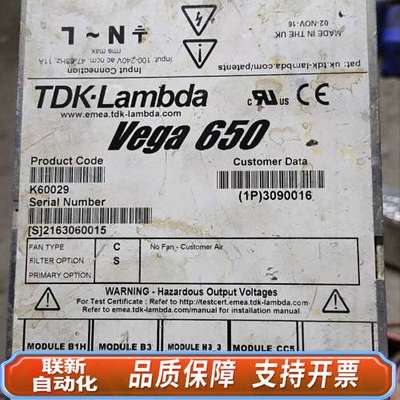 Input Connection
input: 100-240V ac nom. 47-63Hz 11A
rms max
L ~ N
MADE IN THE UK
02-NOV-16
pat: uk.tdk-lambda.com/patents
TDK·Lambda
www.emea.tdk-lambda.com
c UL us CE
Vega 650
Product Code
K60029
Serial Number
[S]2163060015
Customer Data
(1P)3090016
FAN TYPE C No Fan - Customer Air
FILTER OPTION S
PRIMARY OPTION
WARNING - Hazardous Output Voltages
For Test Certificate ; Refer to http://testcert.emea.tdk-lambda.com
Refer to emea.tdk-lambda.com/manual for installation manual
MODULE B1H
MODULE B3
MODULE N3_3
MODULE CC5
联新
自动化
品质保障 支持开票